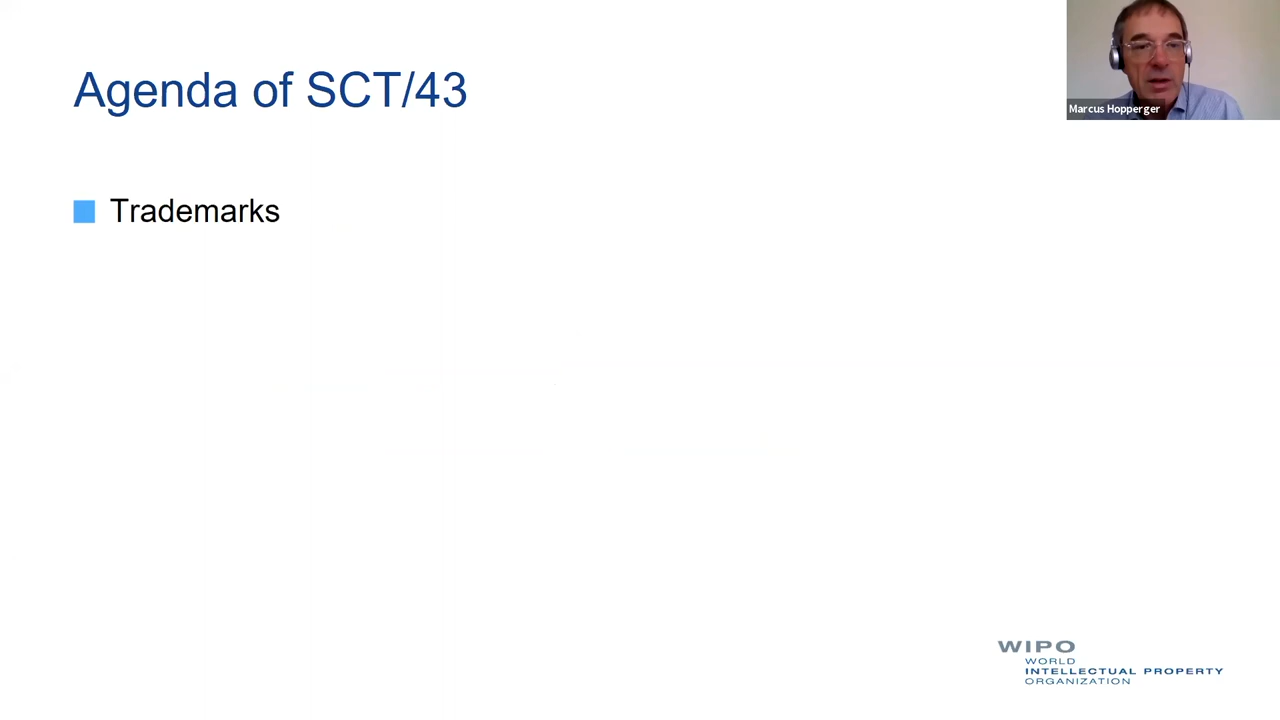 Agenda of SCT/43
Marcus Hopperger
Trademarks
WIPO
WORLD
INTELLECTUAL PROPERTY
ORGANIZATION